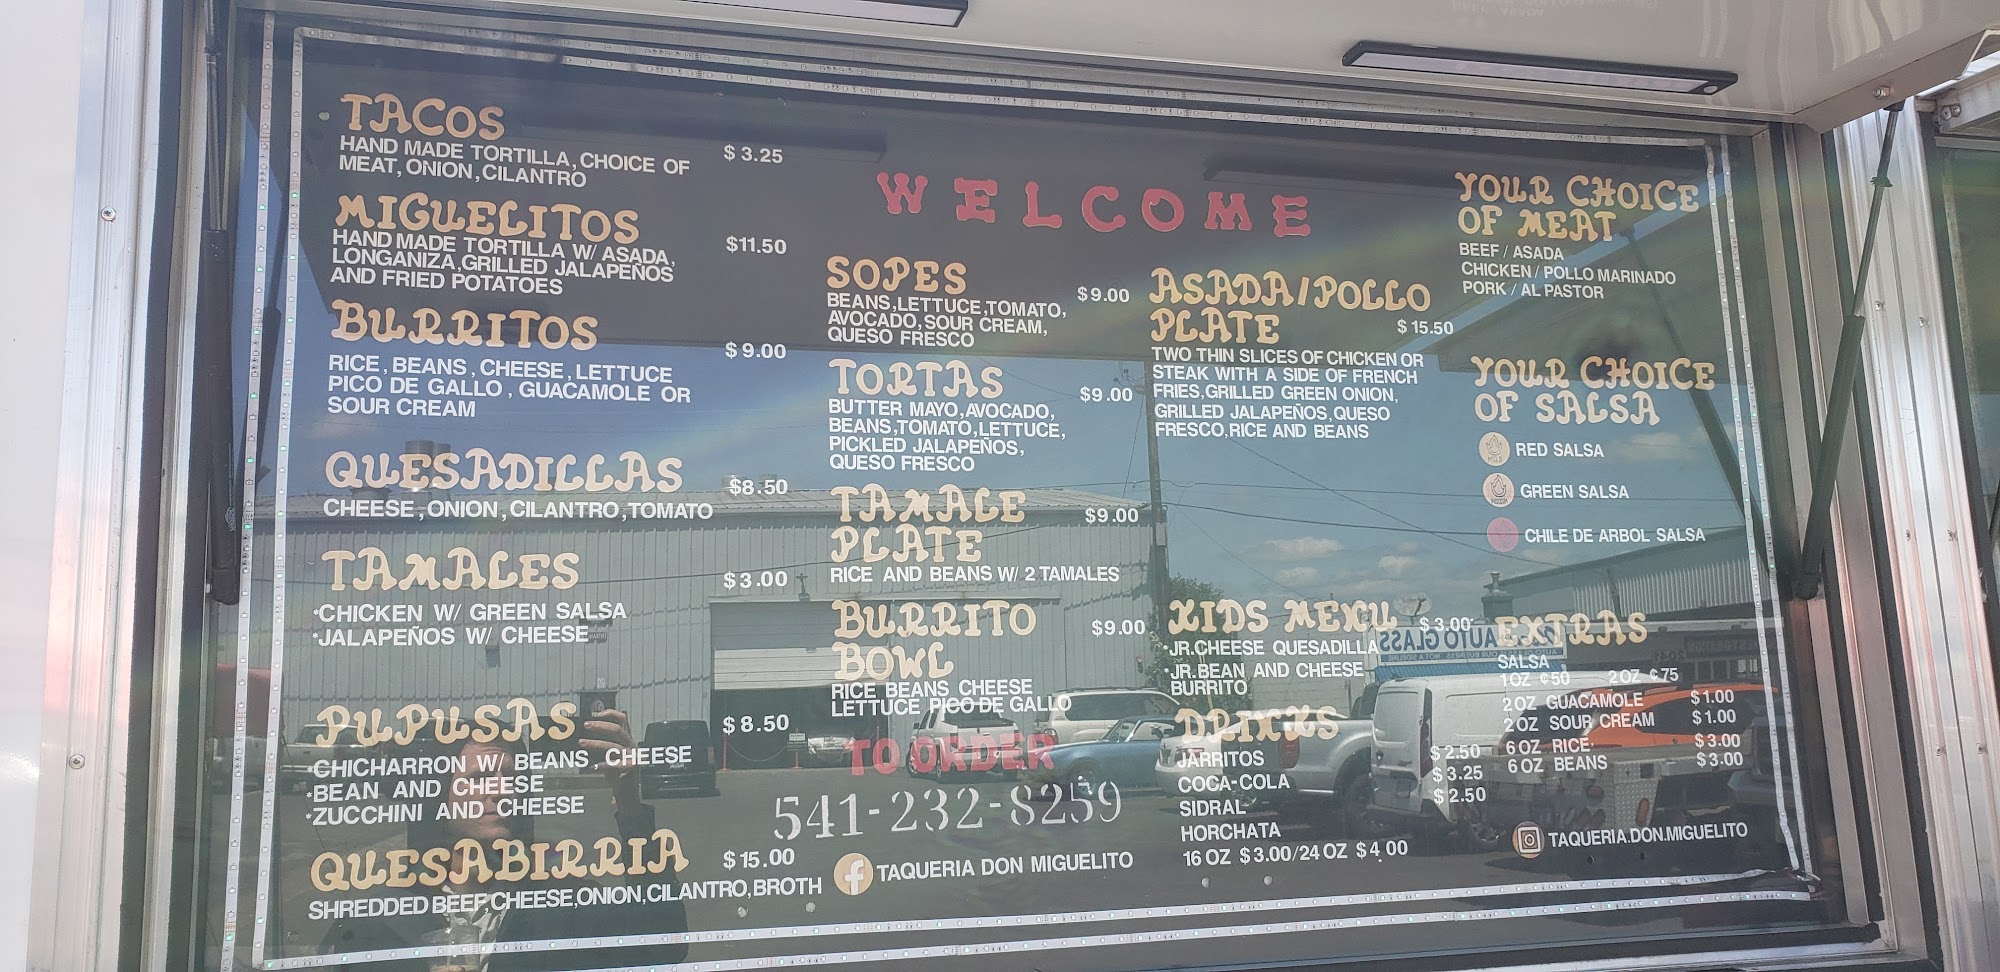 TACOS
HAND MADE TORTILLA, CHOICE OF $3.25
MEAT, ONION, CILANTRO
MIGUELITOS
HAND MADE TORTILLA W/ ASADA, $11.50
LONGANIZA, GRILLED JALAPEÑOS
AND FRIED POTATOES
BURRITOS
$9.00
RICE, BEANS, CHEESE, LETTUCE
PICO DE GALLO, GUACAMOLE OR
SOUR CREAM
QUESADILLAS
$8.50
CHEESE, ONION, CILANTRO, TOMATO
TAMALES
$3.00
*CHICKEN W/ GREEN SALSA
*JALAPEÑOS W/ CHEESE
PUPUSAS
$8.50
*CHICHARRON W/ BEANS, CHEESE
*BEAN AND CHEESE
*ZUCCHINI AND CHEESE
QUESABIRRIA
$15.00
SHREDDED BEEF, CHEESE, ONION, CILANTRO, BROTH
WELCOME
SOPES
$9.00
BEANS, LETTUCE, TOMATO,
AVOCADO, SOUR CREAM,
QUESO FRESCO
TORTAS
$9.00
BUTTER MAYO, AVOCADO,
BEANS, TOMATO, LETTUCE,
PICKLED JALAPEÑOS,
QUESO FRESCO
TAMALE
PLATE
$9.00
RICE AND BEANS W/ 2 TAMALES
BURRITO
BOWL
$9.00
RICE BEANS CHEESE
LETTUCE PICO DE GALLO
TO ORDER
541-232-8259
TAQUERIA DON MIGUELITO
ASADA/POLLO
PLATE
$15.50
TWO THIN SLICES OF CHICKEN OR
STEAK WITH A SIDE OF FRENCH
FRIES, GRILLED GREEN ONION,
GRILLED JALAPEÑOS, QUESO
FRESCO, RICE AND BEANS
KIDS MENU $3.00
*JR. CHEESE QUESADILLA
*JR. BEAN AND CHEESE
BURRITO
DRINKS
JARRITOS $2.50
COCA-COLA $3.25
SIDRAL $2.50
HORCHATA
16 OZ $3.00/24 OZ $4.00
YOUR CHOICE
OF MEAT
BEEF / ASADA
CHICKEN / POLLO MARINADO
PORK / AL PASTOR
YOUR CHOICE
OF SALSA
RED SALSA
GREEN SALSA
CHILE DE ARBOL SALSA
EXTRAS
SALSA
1OZ ¢50 2OZ ¢75
2OZ GUACAMOLE $1.00
2OZ SOUR CREAM $1.00
6OZ RICE $3.00
6OZ BEANS $3.00
TAQUERIA.DON.MIGUELITO
AUTO GLASS